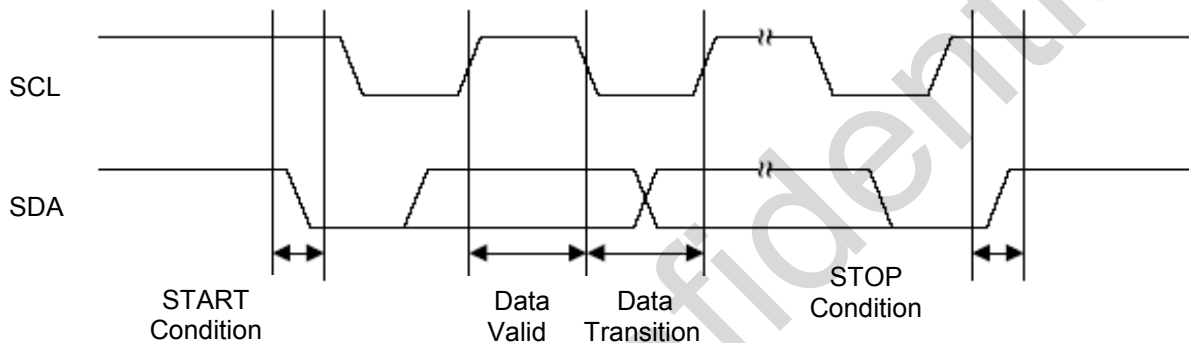 SCL
SDA
START
Condition
Data
Valid
Data
Transition
STOP
Condition